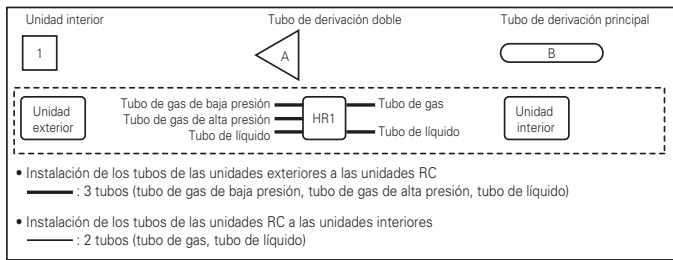 Unidad interior
Tubo de derivación doble
Tubo de derivación principal
1
A
B
Unidad
exterior
Tubo de gas de baja presión
Tubo de gas de alta presión
Tubo de líquido
HR1
Tubo de gas
Tubo de líquido
Unidad
interior
• Instalación de los tubos de las unidades exteriores a las unidades RC
: 3 tubos (tubo de gas de baja presión, tubo de gas de alta presión, tubo de líquido)
• Instalación de los tubos de las unidades RC a las unidades interiores
: 2 tubos (tubo de gas, tubo de líquido)